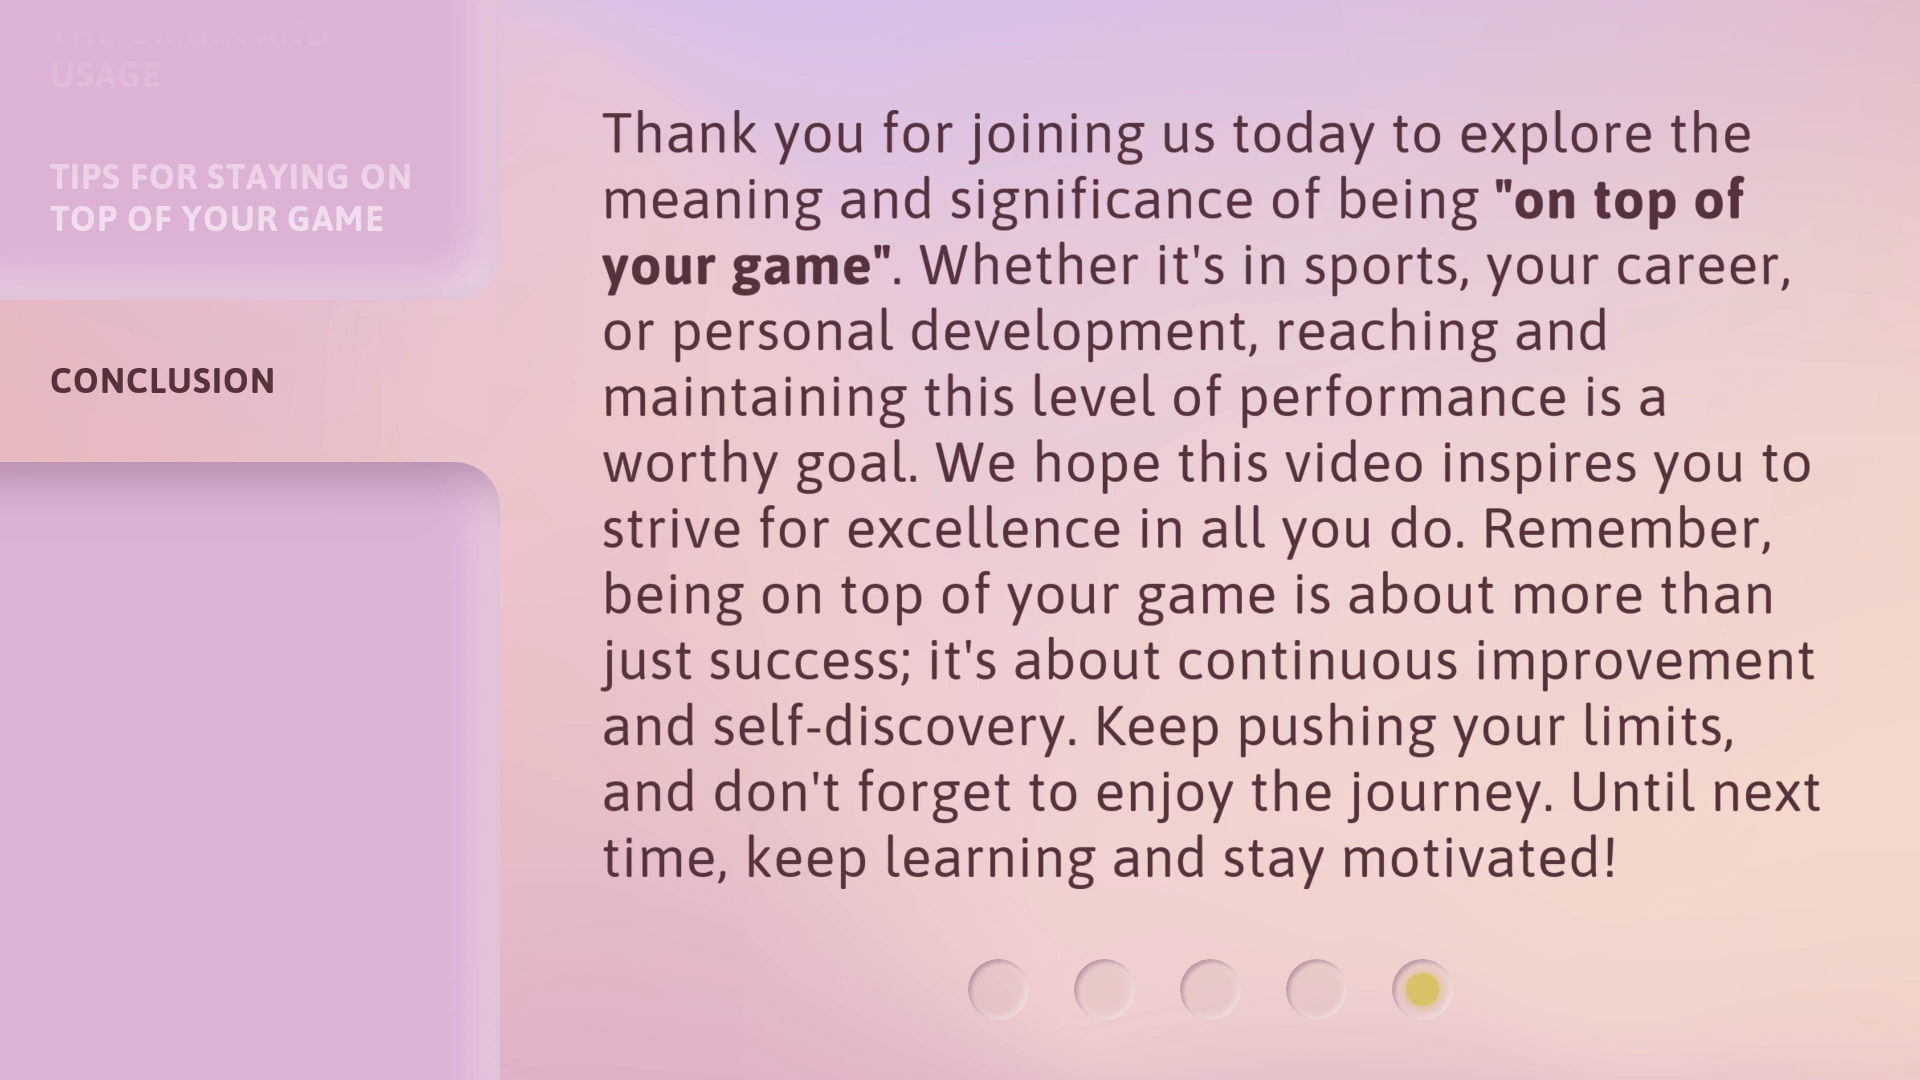 THE ORIGIN AND
USAGE
TIPS FOR STAYING ON
TOP OF YOUR GAME
CONCLUSION
Thank you for joining us today to explore the
meaning and significance of being "on top of
your game". Whether it's in sports, your career,
or personal development, reaching and
maintaining this level of performance is a
worthy goal. We hope this video inspires you to
strive for excellence in all you do. Remember,
being on top of your game is about more than
just success; it's about continuous improvement
and self-discovery. Keep pushing your limits,
and don't forget to enjoy the journey. Until next
time, keep learning and stay motivated!